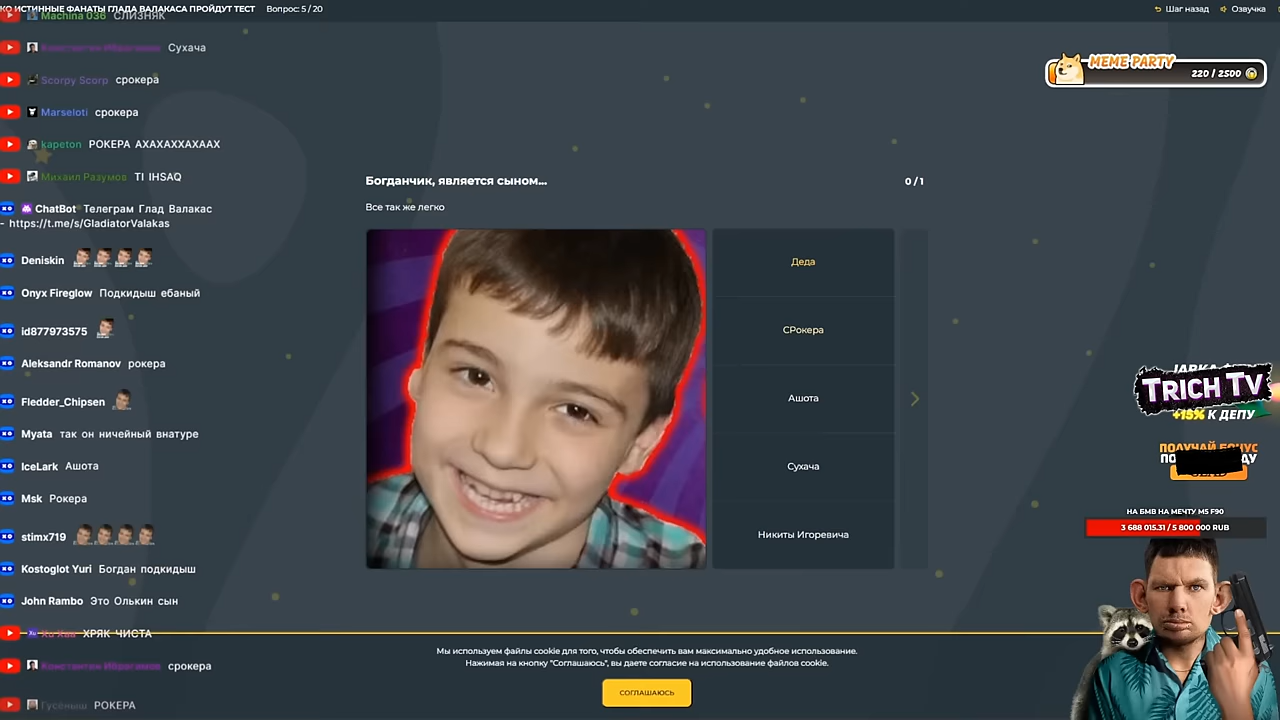 КО ИСТИННЫЕ ФАНАТЫ ГЛАДА ВАЛАКАСА ПРОЙДУТ ТЕСТ
Вопрос: 5 / 20
Шаг назад
Озвучка
Machina 036 СЛИЗНЯК
Константин Ибрагимов Сухача
Scorpy Scorp срокера
Marseloti срокера
kapeton РОКЕРА АХАХАХХАХААХ
Михаил Разумов TI IHSAQ
ChatBot Телеграм Глад Валакас
- https://t.me/s/GladiatorValakas
Deniskin
Onyx Fireglow Подкидыш ебаный
id877973575
Aleksandr Romanov рокера
Fledder_Chipsen
Myata так он ничейный внатуре
IceLark Ашота
Msk Рокера
stimx719
Kostoglot Yuri Богдан подкидыш
John Rambo Это Олькин сын
ХРЯК ЧИСТА
Константин Ибрагимов срокера
Гусёныш РОКЕРА
MEME PARTY
220 / 2500
Богданчик, является сыном...
0 / 1
Все так же легко
Деда
СРокера
Ашота
Сухача
Никиты Игоревича
TRICH TV
+15% К ДЕПУ
ПОЛУЧАЙ БОНУС
НА БМВ НА МЕЧТУ M5 F90
3 688 015.31 / 5 800 000 RUB
Мы используем файлы cookie для того, чтобы обеспечить вам максимально удобное использование.
Нажимая на кнопку "Соглашаюсь", вы даете согласие на использование файлов cookie.
СОГЛАШАЮСЬ